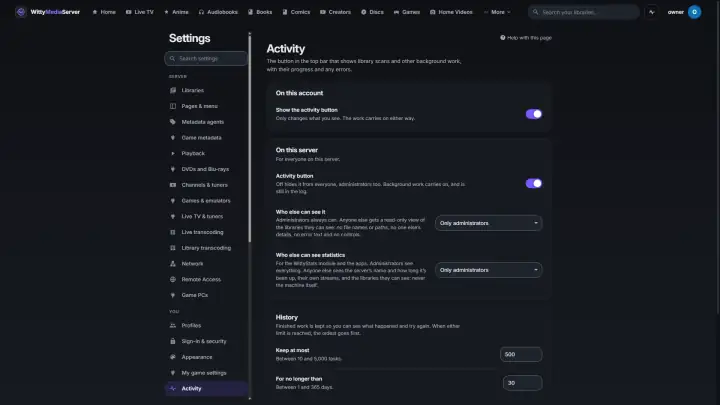 WittyMediaServer
Home
Live TV
Anime
Audiobooks
Books
Comics
Creators
Discs
Games
Home Videos
More
Search your libraries...
owner
O
Settings
Search settings
SERVER
Libraries
Pages & menu
Metadata agents
Game metadata
Playback
DVDs and Blu-rays
Channels & tuners
Games & emulators
Live TV & tuners
Live transcoding
Library transcoding
Network
Remote Access
Game PCs
YOU
Profiles
Sign-in & security
Appearance
My game settings
Activity
Help with this page
Activity
The button in the top bar that shows library scans and other background work,
with their progress and any errors.
On this account
Show the activity button
Only changes what you see. The work carries on either way.
On this server
For everyone on this server.
Activity button
Off hides it from everyone, administrators too. Background work carries on, and is
still in the log.
Who else can see it
Administrators always can. Anyone else gets a read-only view of
the libraries they can see: no file names or paths, no one else's
details, no error text and no controls.
Only administrators
Who else can see statistics
For the WittyStats module and the apps. Administrators see
everything. Anyone else sees the server's name and how long it's
been up, their own streams, and the libraries they can see: never
the machine itself.
Only administrators
History
Finished work is kept so you can see what happened and try again. When either
limit is reached, the oldest goes first.
Keep at most
Between 10 and 5,000 tasks.
500
For no longer than
Between 1 and 365 days.
30